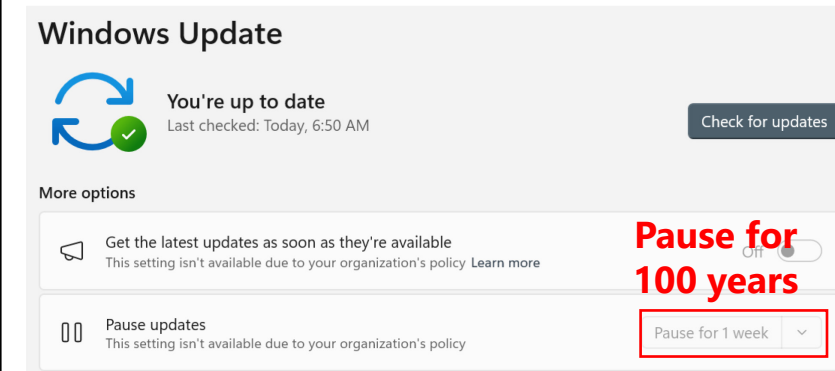 Windows Update
You're up to date
Last checked: Today, 6:50 AM
Check for updates
More options
Get the latest updates as soon as they're available
This setting isn't available due to your organization's policy Learn more
Off
Pause for
100 years
Pause updates
This setting isn't available due to your organization's policy
Pause for 1 week